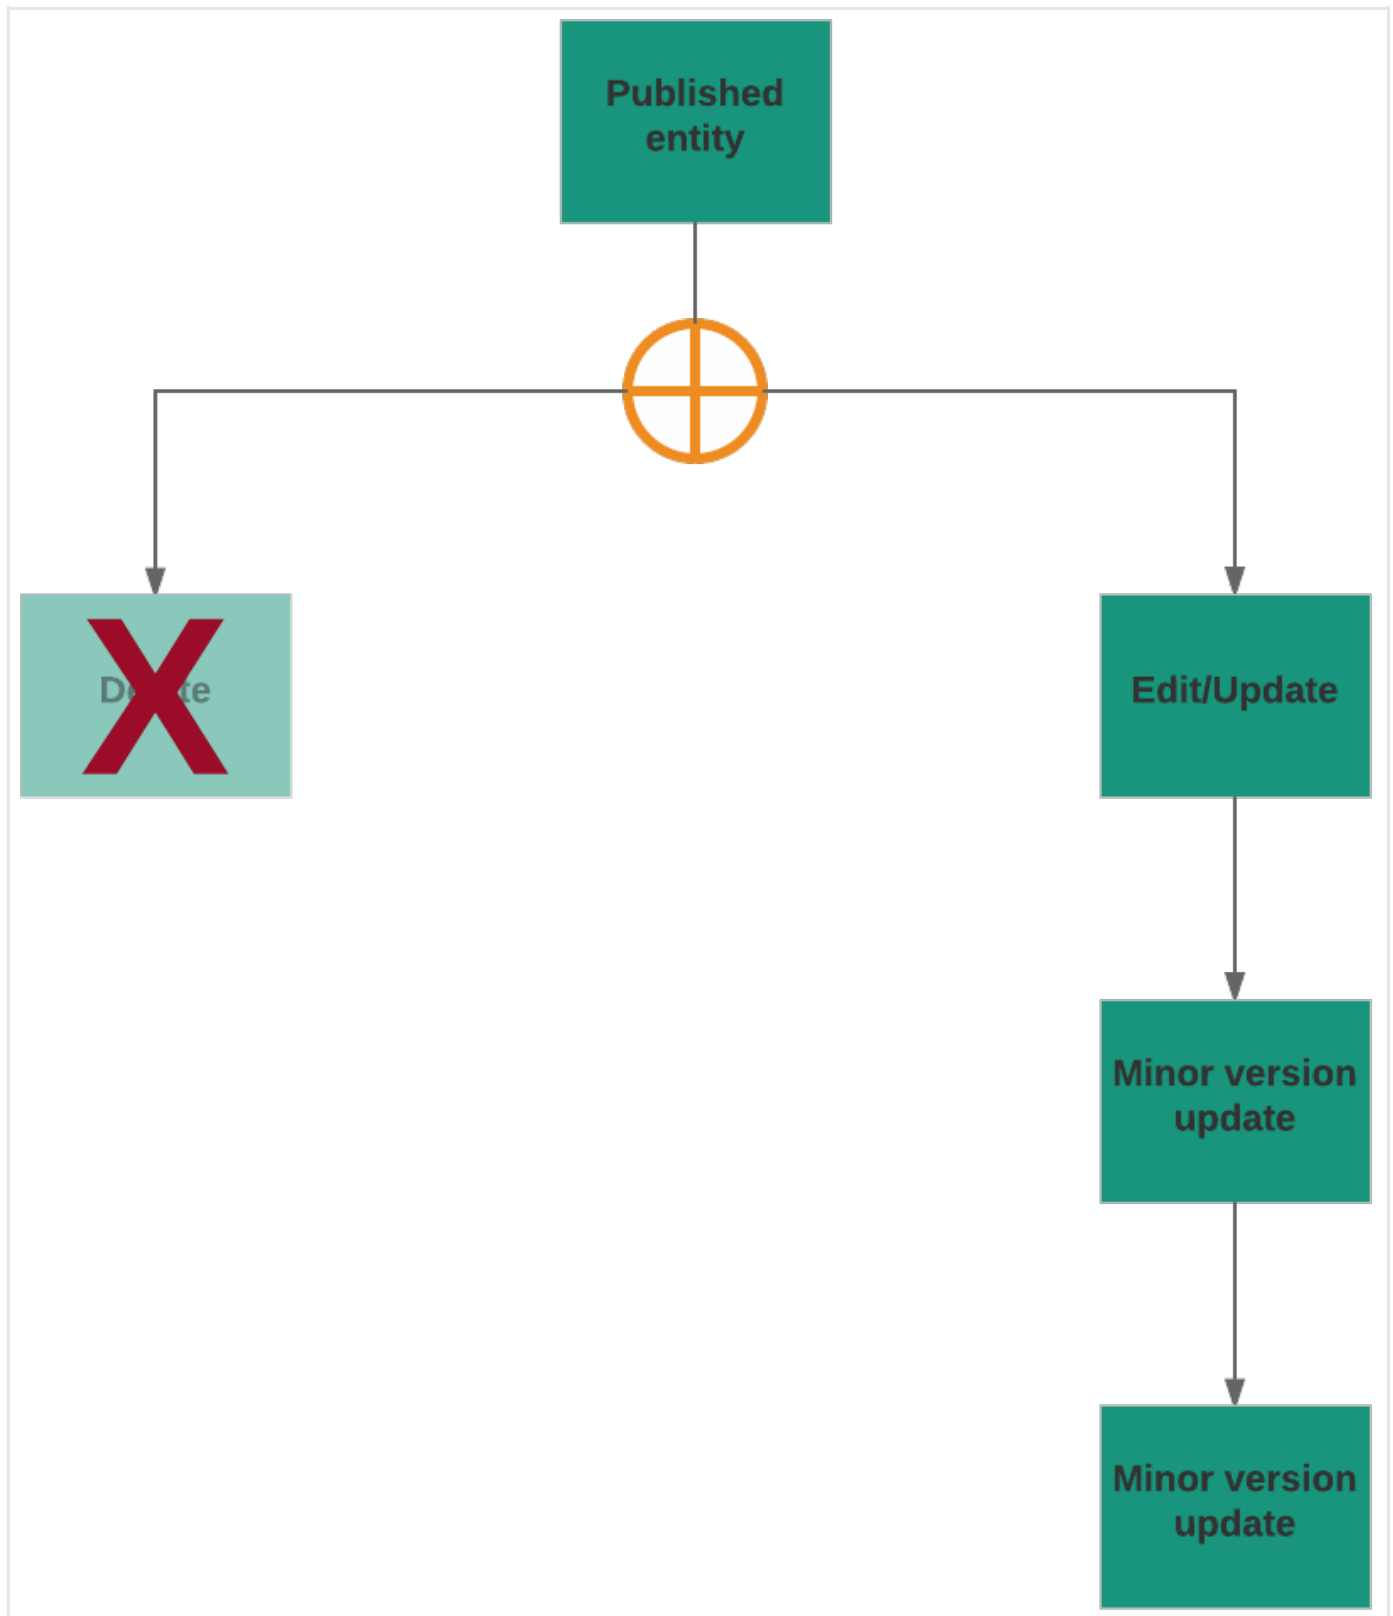 Published
entity
X
Edit/Update
Minor version
update
Minor version
update